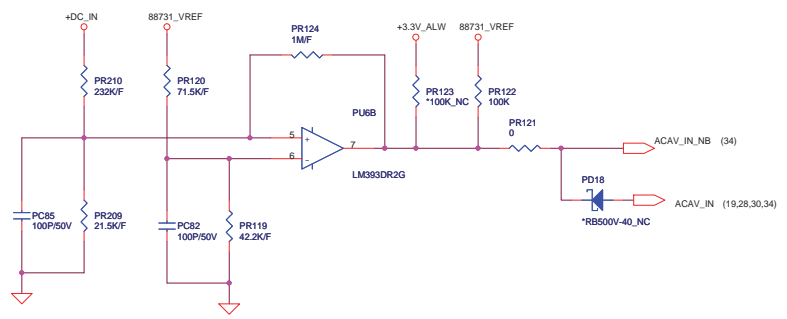 +DC_IN
88731_VREF
PR124
1M/F
+3.3V_ALW
88731_VREF
PR210
232K/F
PR120
71.5K/F
PR123
*100K_NC
PR122
100K
PU6B
PR121
0
5
+
7
6
-
ACAV_IN_NB (34)
LM393DR2G
PD18
ACAV_IN (19,28,30,34)
*RB500V-40_NC
PC85
100P/50V
PR209
21.5K/F
PC82
100P/50V
PR119
42.2K/F